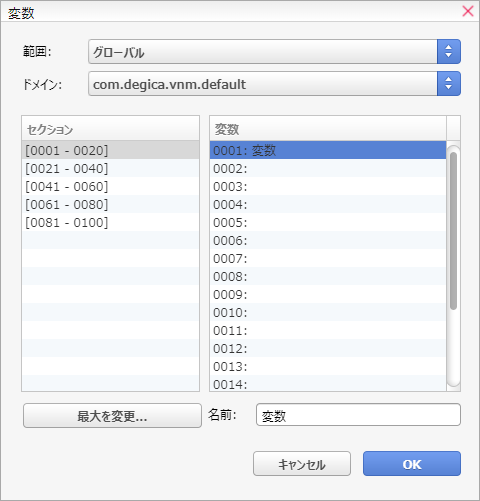 変数
範囲: グローバル
ドメイン: com.degica.vnm.default
セクション
[0001 - 0020]
[0021 - 0040]
[0041 - 0060]
[0061 - 0080]
[0081 - 0100]
変数
0001: 変数
0002:
0003:
0004:
0005:
0006:
0007:
0008:
0009:
0010:
0011:
0012:
0013:
0014:
最大を変更...
名前: 変数
キャンセル
OK